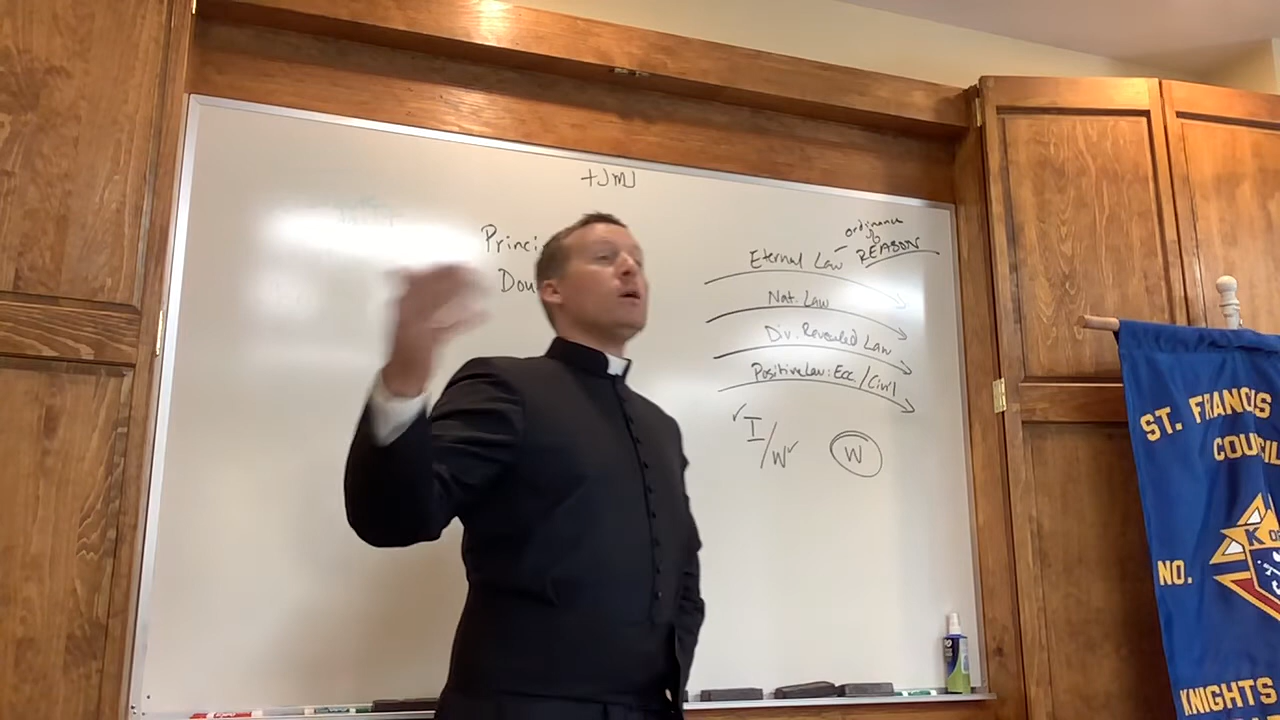 +JMJ
Princi
Dou
ordinance
of
Eternal Law – REASON
Nat. Law
Div. Revealed Law
Positive Law: Ecc. / Civil
I / W
W
ST. FRANCIS
COUNCIL
NO.
K OF
KNIGHTS